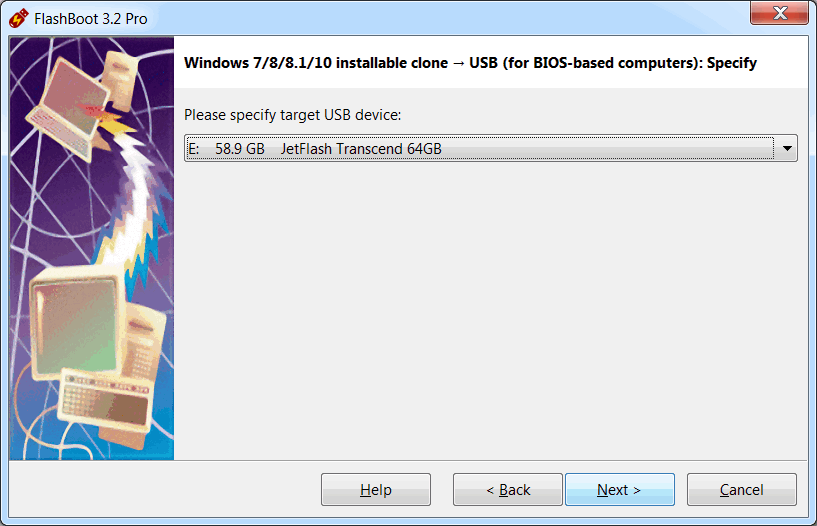 FlashBoot 3.2 Pro
Windows 7/8/8.1/10 installable clone → USB (for BIOS-based computers): Specify
Please specify target USB device:
E: 58.9 GB JetFlash Transcend 64GB
Help
< Back
Next >
Cancel